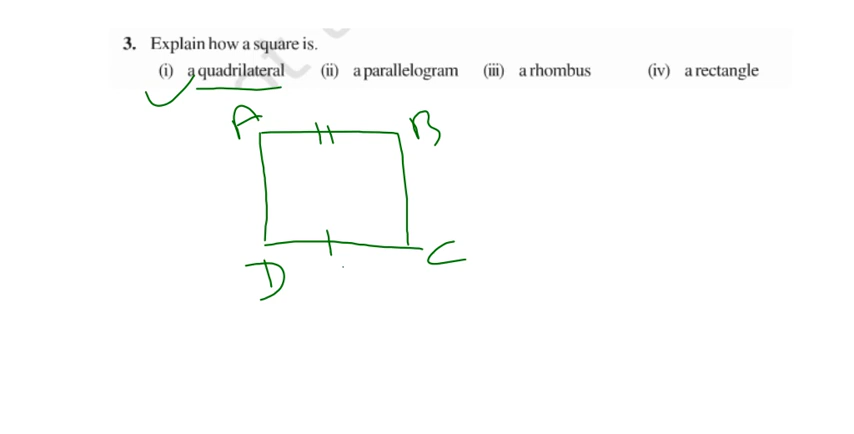 3. Explain how a square is.
(i) a quadrilateral (ii) a parallelogram (iii) a rhombus (iv) a rectangle
A B
D C